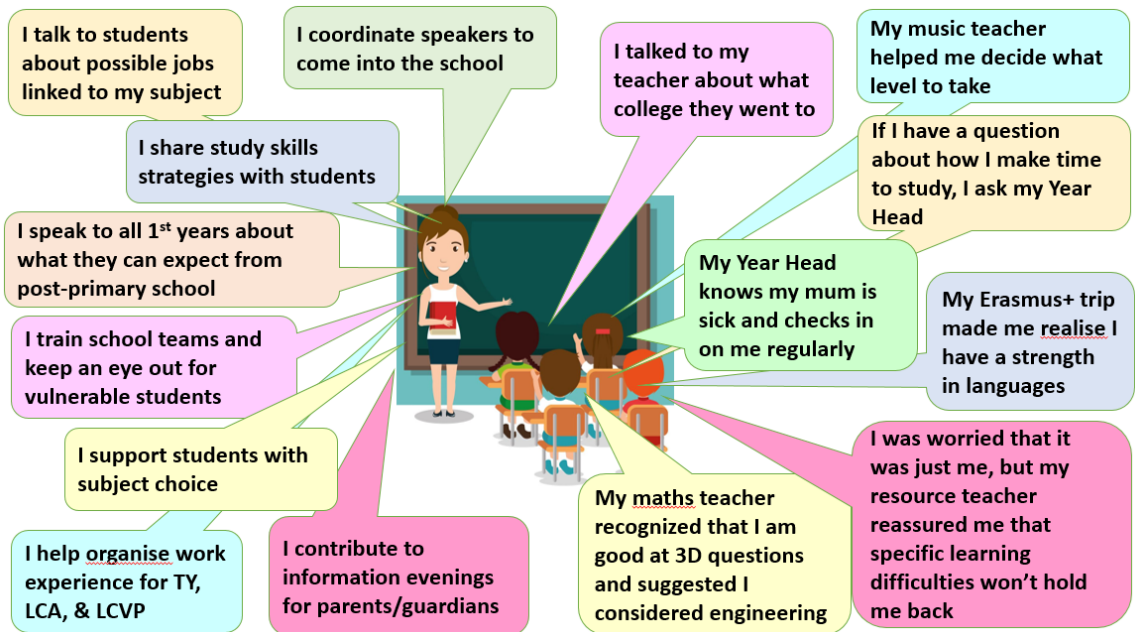 I talk to students
about possible jobs
linked to my subject
I coordinate speakers to
come into the school
I talked to my
teacher about what
college they went to
My music teacher
helped me decide what
level to take
I share study skills
strategies with students
If I have a question
about how I make time
to study, I ask my Year
Head
I speak to all 1st years about
what they can expect from
post-primary school
My Year Head
knows my mum is
sick and checks in
on me regularly
My Erasmus+ trip
made me realise I
have a strength
in languages
I train school teams and
keep an eye out for
vulnerable students
I support students with
subject choice
I was worried that it
was just me, but my
resource teacher
reassured me that
specific learning
difficulties won’t hold
me back
My maths teacher
recognized that I am
good at 3D questions
and suggested I
considered engineering
I help organise work
experience for TY,
LCA, & LCVP
I contribute to
information evenings
for parents/guardians